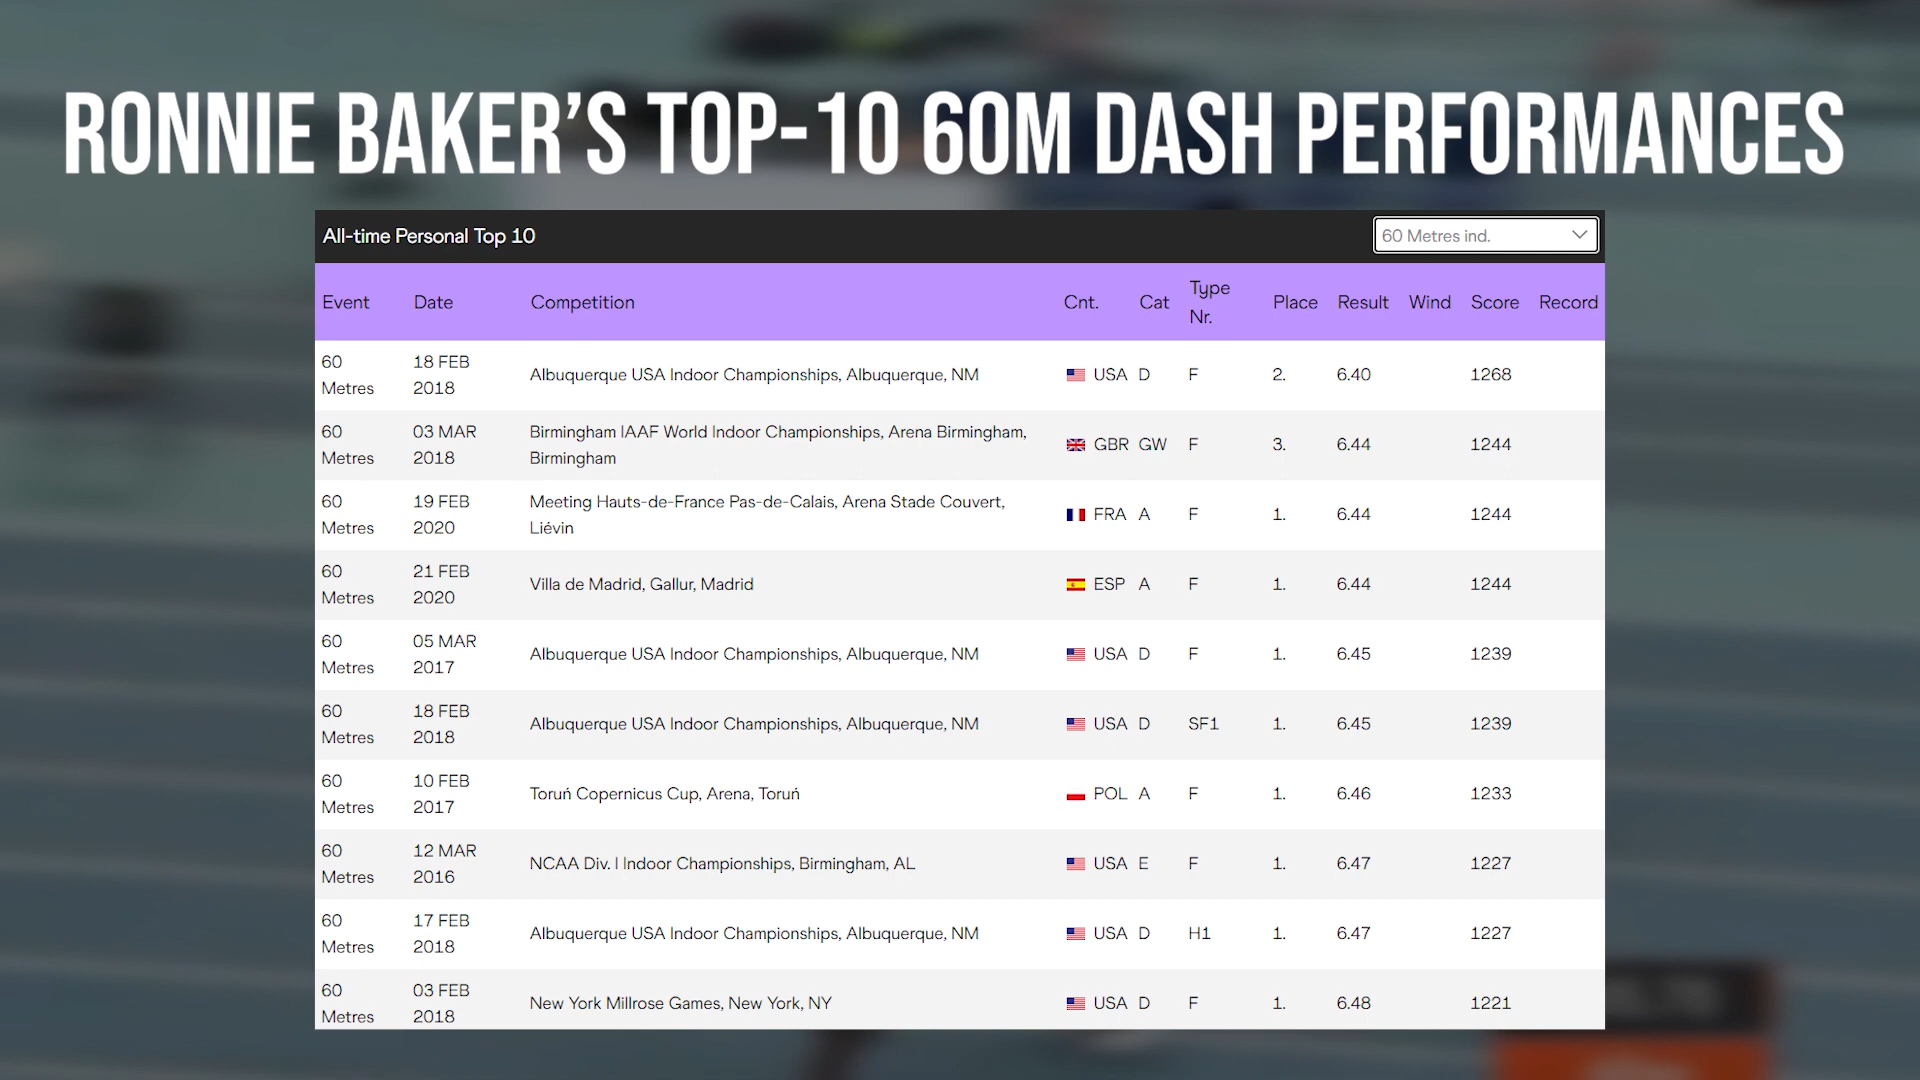 RONNIE BAKER'S TOP-10 60M DASH PERFORMANCES
All-time Personal Top 10 60 Metres ind.
Event Date Competition Cnt. Cat Type Nr. Place Result Wind Score Record
60 Metres 18 FEB 2018 Albuquerque USA Indoor Championships, Albuquerque, NM USA D F 2. 6.40 1268
60 Metres 03 MAR 2018 Birmingham IAAF World Indoor Championships, Arena Birmingham, Birmingham GBR GW F 3. 6.44 1244
60 Metres 19 FEB 2020 Meeting Hauts-de-France Pas-de-Calais, Arena Stade Couvert, Liévin FRA A F 1. 6.44 1244
60 Metres 21 FEB 2020 Villa de Madrid, Gallur, Madrid ESP A F 1. 6.44 1244
60 Metres 05 MAR 2017 Albuquerque USA Indoor Championships, Albuquerque, NM USA D F 1. 6.45 1239
60 Metres 18 FEB 2018 Albuquerque USA Indoor Championships, Albuquerque, NM USA D SF1 1. 6.45 1239
60 Metres 10 FEB 2017 Toruń Copernicus Cup, Arena, Toruń POL A F 1. 6.46 1233
60 Metres 12 MAR 2016 NCAA Div. I Indoor Championships, Birmingham, AL USA E F 1. 6.47 1227
60 Metres 17 FEB 2018 Albuquerque USA Indoor Championships, Albuquerque, NM USA D H1 1. 6.47 1227
60 Metres 03 FEB 2018 New York Millrose Games, New York, NY USA D F 1. 6.48 1221